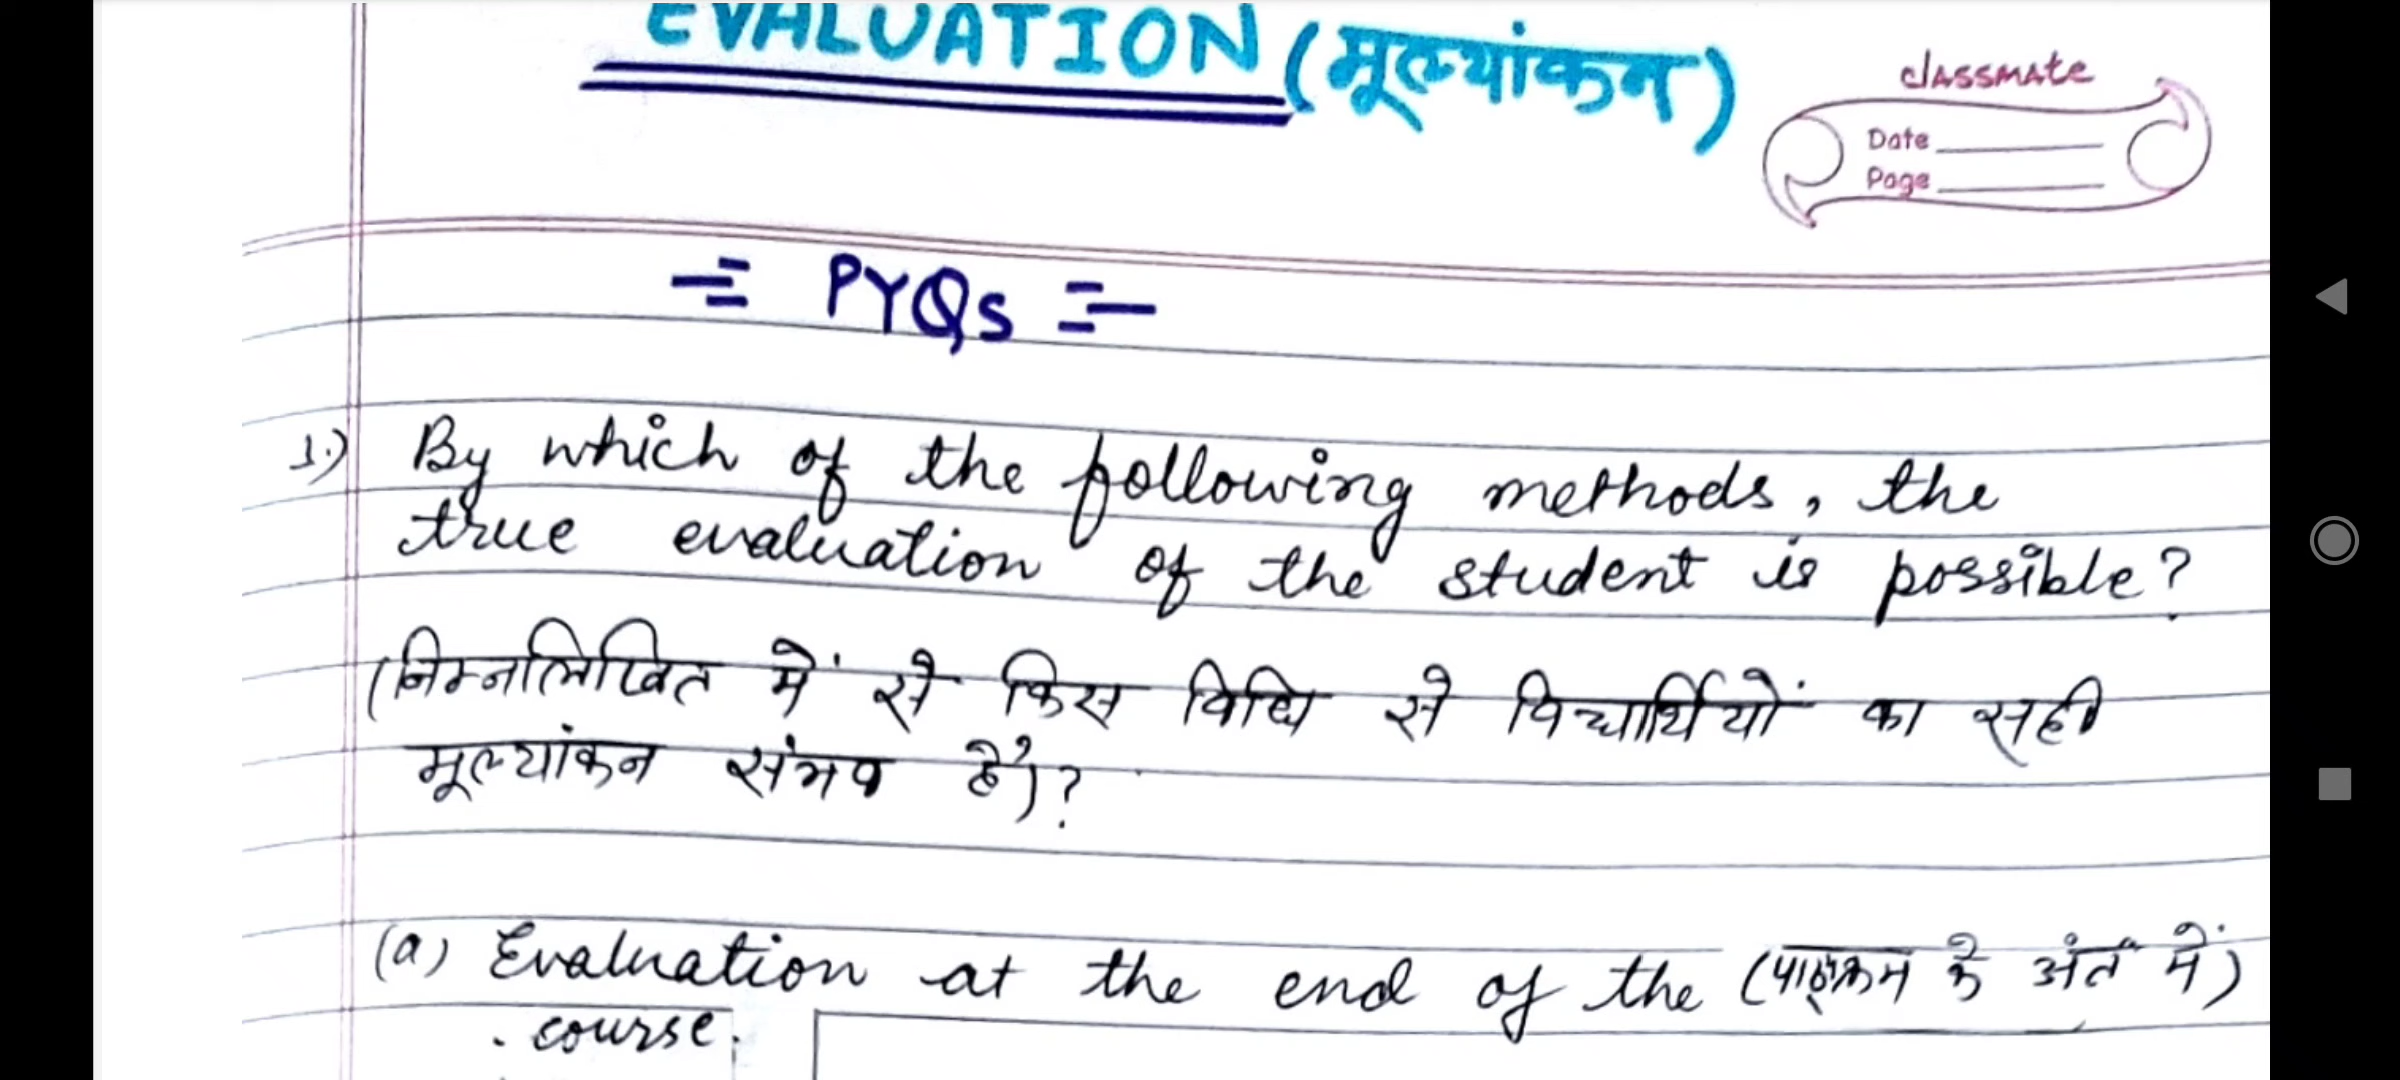 EVALUATION (मूल्यांकन)
classmate
Date
Page
PYQs
1.) By which of the following methods, the
true evaluation of the student is possible?
(निम्नलिखित में से किस विधि से विद्यार्थियों का सही
मूल्यांकन संभव है)?
(a) Evaluation at the end of the (पाठ्यक्रम के अंत में)
course.